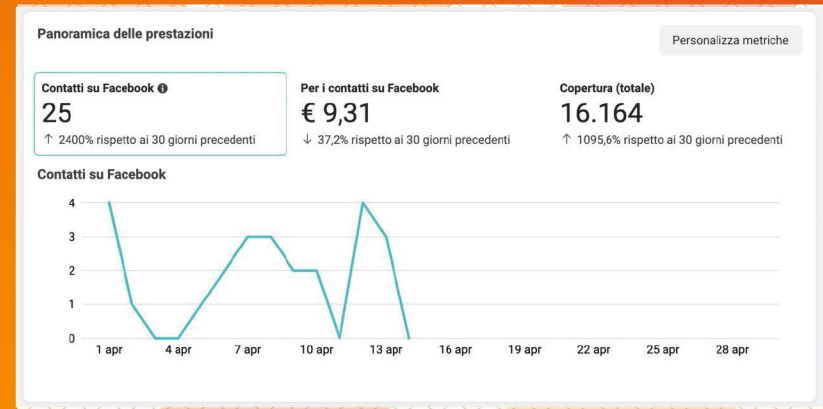 Panoramica delle prestazioni
Personalizza metriche
Contatti su Facebook
25
↑ 2400% rispetto ai 30 giorni precedenti
Per i contatti su Facebook
€ 9,31
↓ 37,2% rispetto ai 30 giorni precedenti
Copertura (totale)
16.164
↑ 1095,6% rispetto ai 30 giorni precedenti
Contatti su Facebook
4
3
2
1
0
1 apr 4 apr 7 apr 10 apr 13 apr 16 apr 19 apr 22 apr 25 apr 28 apr